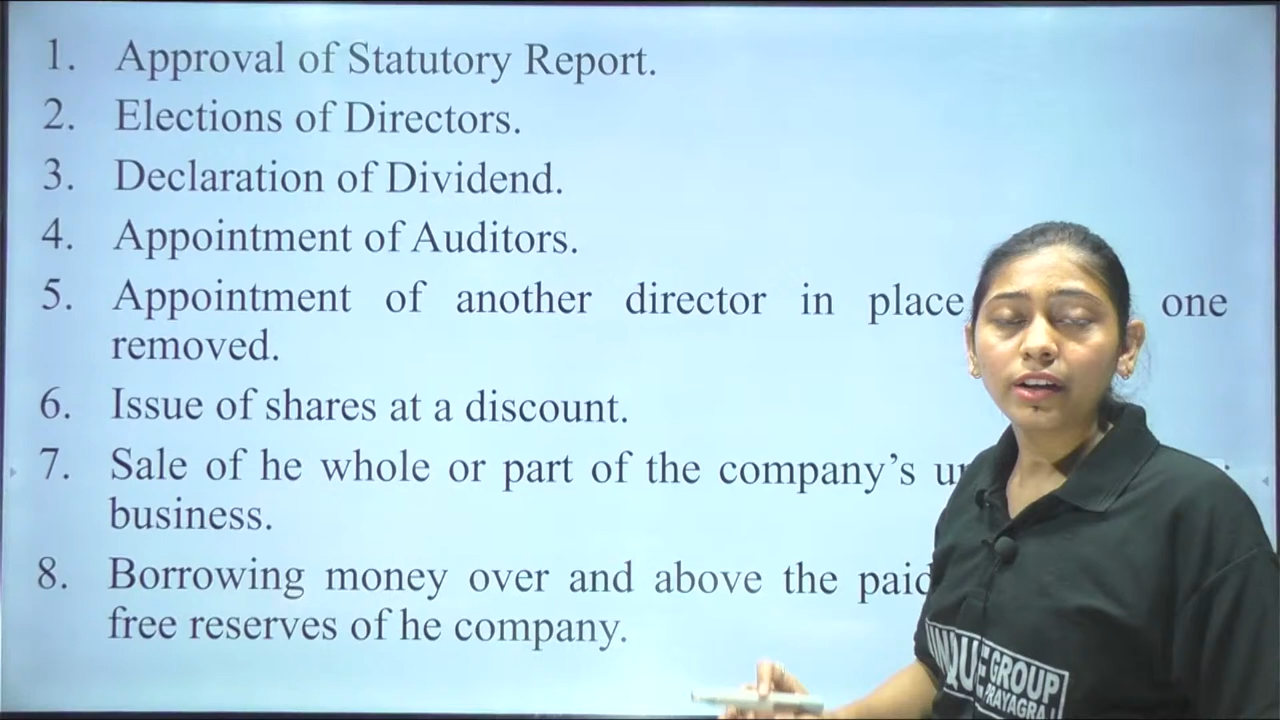 1. Approval of Statutory Report.
2. Elections of Directors.
3. Declaration of Dividend.
4. Appointment of Auditors.
5. Appointment of another director in place one
removed.
6. Issue of shares at a discount.
7. Sale of he whole or part of the company’s
business.
8. Borrowing money over and above the paid
free reserves of he company.
GROUP
PRAYAGRAJ